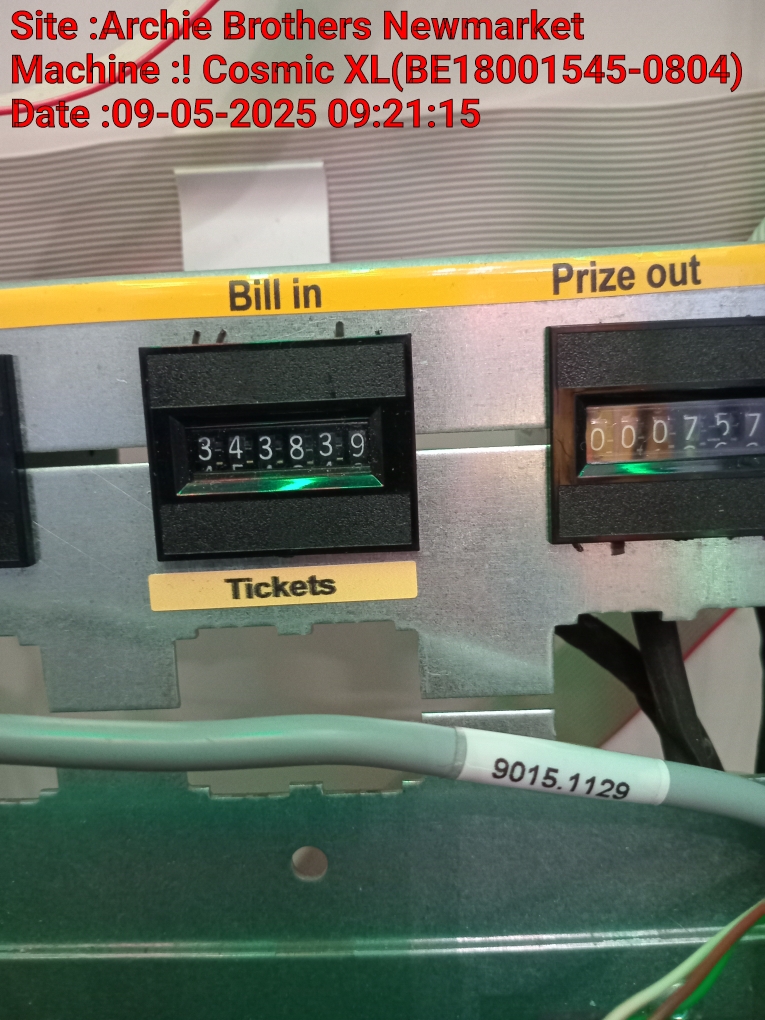 Site :Archie Brothers Newmarket
Machine :! Cosmic XL(BE18001545-0804)
Date :09-05-2025 09:21:15
Bill in
Prize out
343839
000757
Tickets
9015.1129